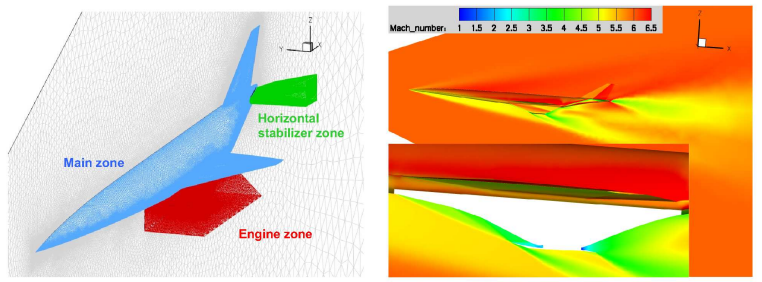 Z
Y
X
Horizontal
stabilizer zone
Main zone
Engine zone
Mach_number: 1 1.5 2 2.5 3 3.5 4 4.5 5 5.5 6 6.5
Z
X